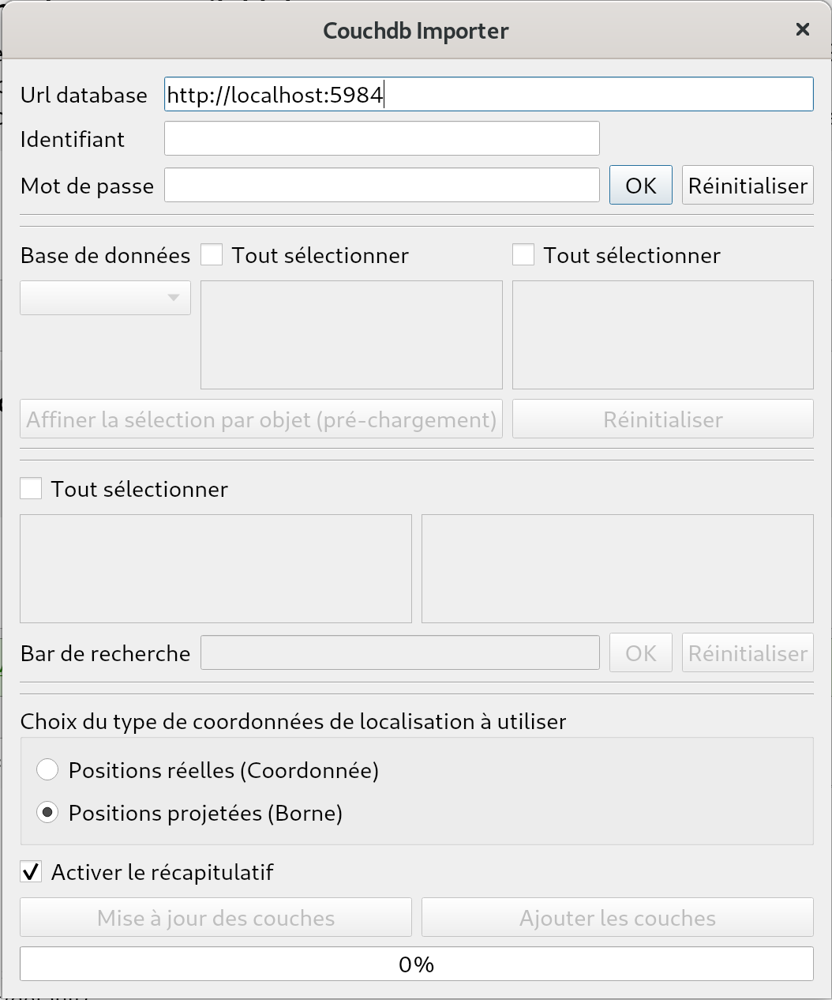 Couchdb Importer
Url database http://localhost:5984
Identifiant
Mot de passe OK Réinitialiser
Base de données Tout sélectionner Tout sélectionner
Affiner la sélection par objet (pré-chargement) Réinitialiser
Tout sélectionner
Bar de recherche OK Réinitialiser
Choix du type de coordonnées de localisation à utiliser
Positions réelles (Coordonnée)
Positions projetées (Borne)
Activer le récapitulatif
Mise à jour des couches Ajouter les couches
0%